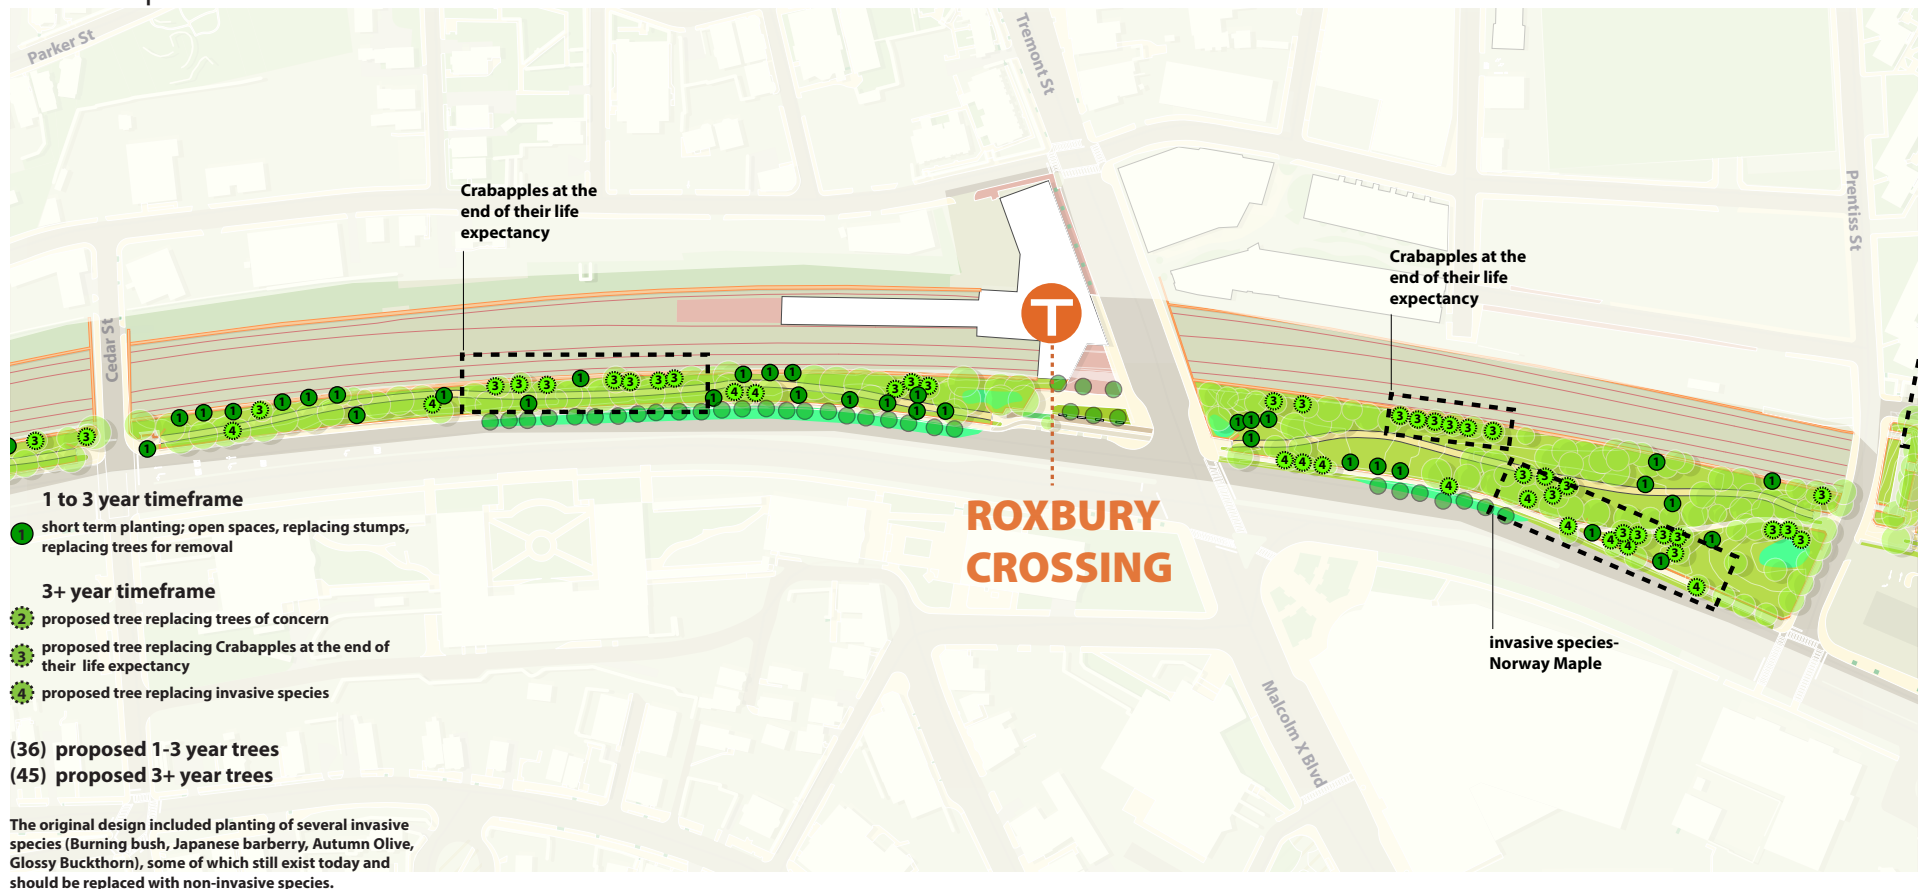 Parker St
Tremont St
Prentiss St
Cedar St
Malcolm X Blvd
Crabapples at the
end of their life
expectancy
Crabapples at the
end of their life
expectancy
T
ROXBURY
CROSSING
invasive species-
Norway Maple
1 to 3 year timeframe
1 short term planting; open spaces, replacing stumps,
replacing trees for removal
3+ year timeframe
2 proposed tree replacing trees of concern
3 proposed tree replacing Crabapples at the end of
their life expectancy
4 proposed tree replacing invasive species
(36) proposed 1-3 year trees
(45) proposed 3+ year trees
The original design included planting of several invasive
species (Burning bush, Japanese barberry, Autumn Olive,
Glossy Buckthorn), some of which still exist today and
should be replaced with non-invasive species.